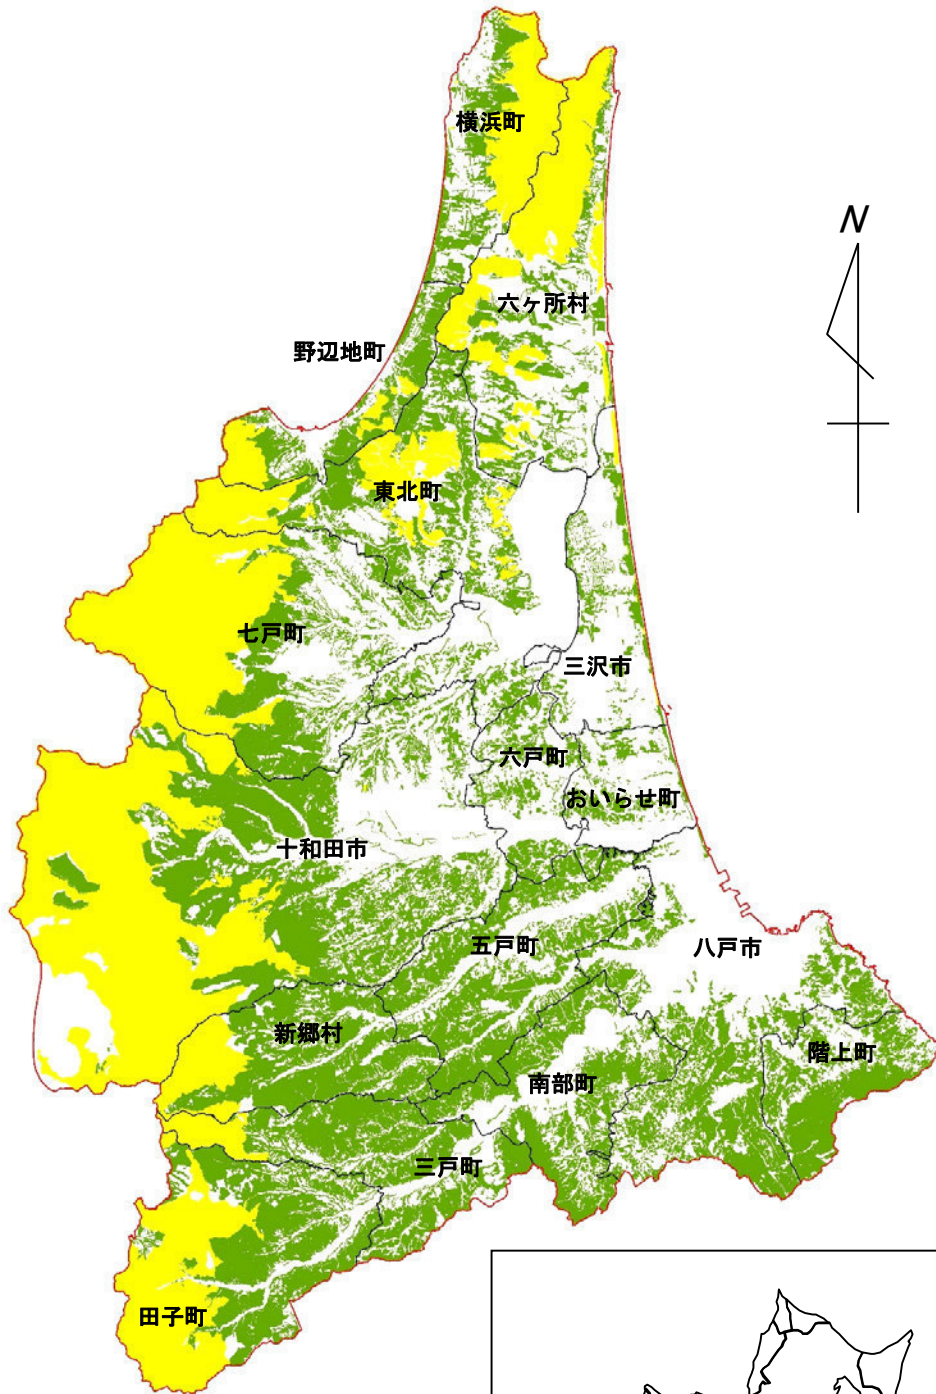 横浜町
N
六ヶ所村
野辺地町
東北町
七戸町
三沢市
六戸町
おいらせ町
十和田市
五戸町
八戸市
新郷村
階上町
南部町
三戸町
田子町